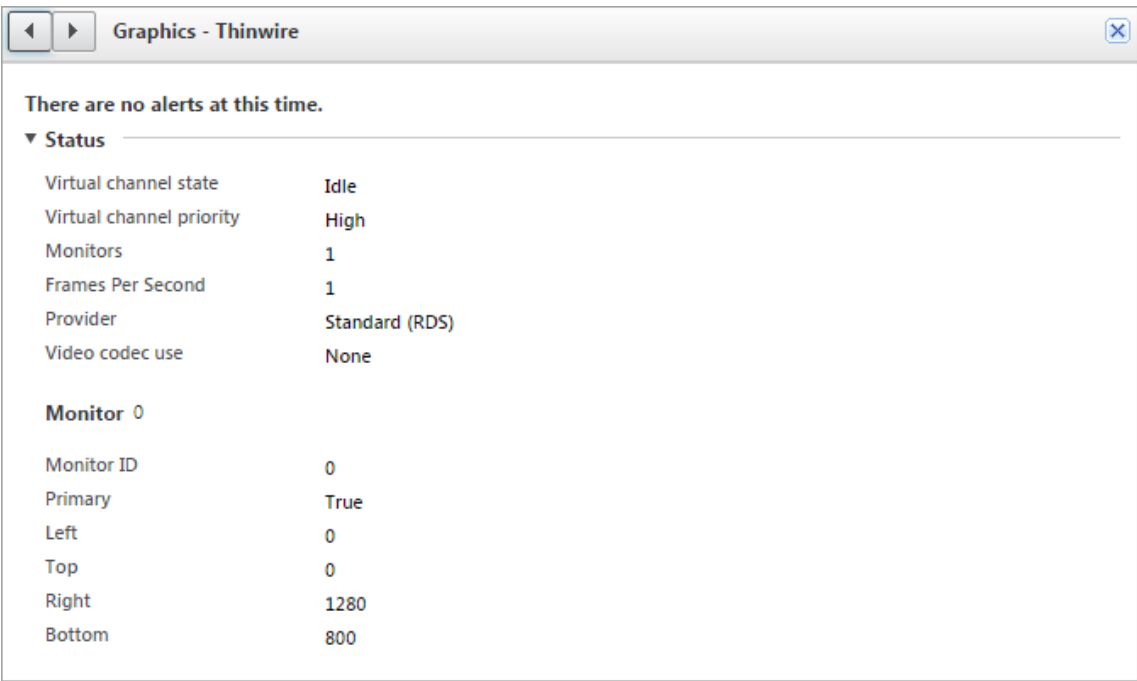 Graphics - Thinwire
There are no alerts at this time.
Status
Virtual channel state Idle
Virtual channel priority High
Monitors 1
Frames Per Second 1
Provider Standard (RDS)
Video codec use None
Monitor 0
Monitor ID 0
Primary True
Left 0
Top 0
Right 1280
Bottom 800